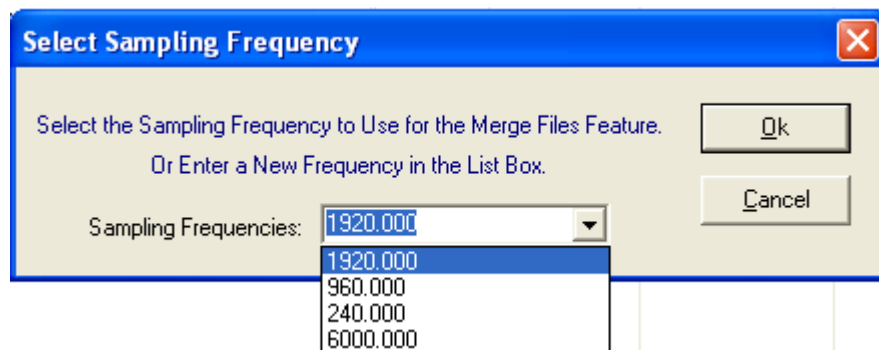 Select Sampling Frequency
Select the Sampling Frequency to Use for the Merge Files Feature.
Or Enter a New Frequency in the List Box.
Ok
Cancel
Sampling Frequencies: 1920.000
1920.000
960.000
240.000
6000.000